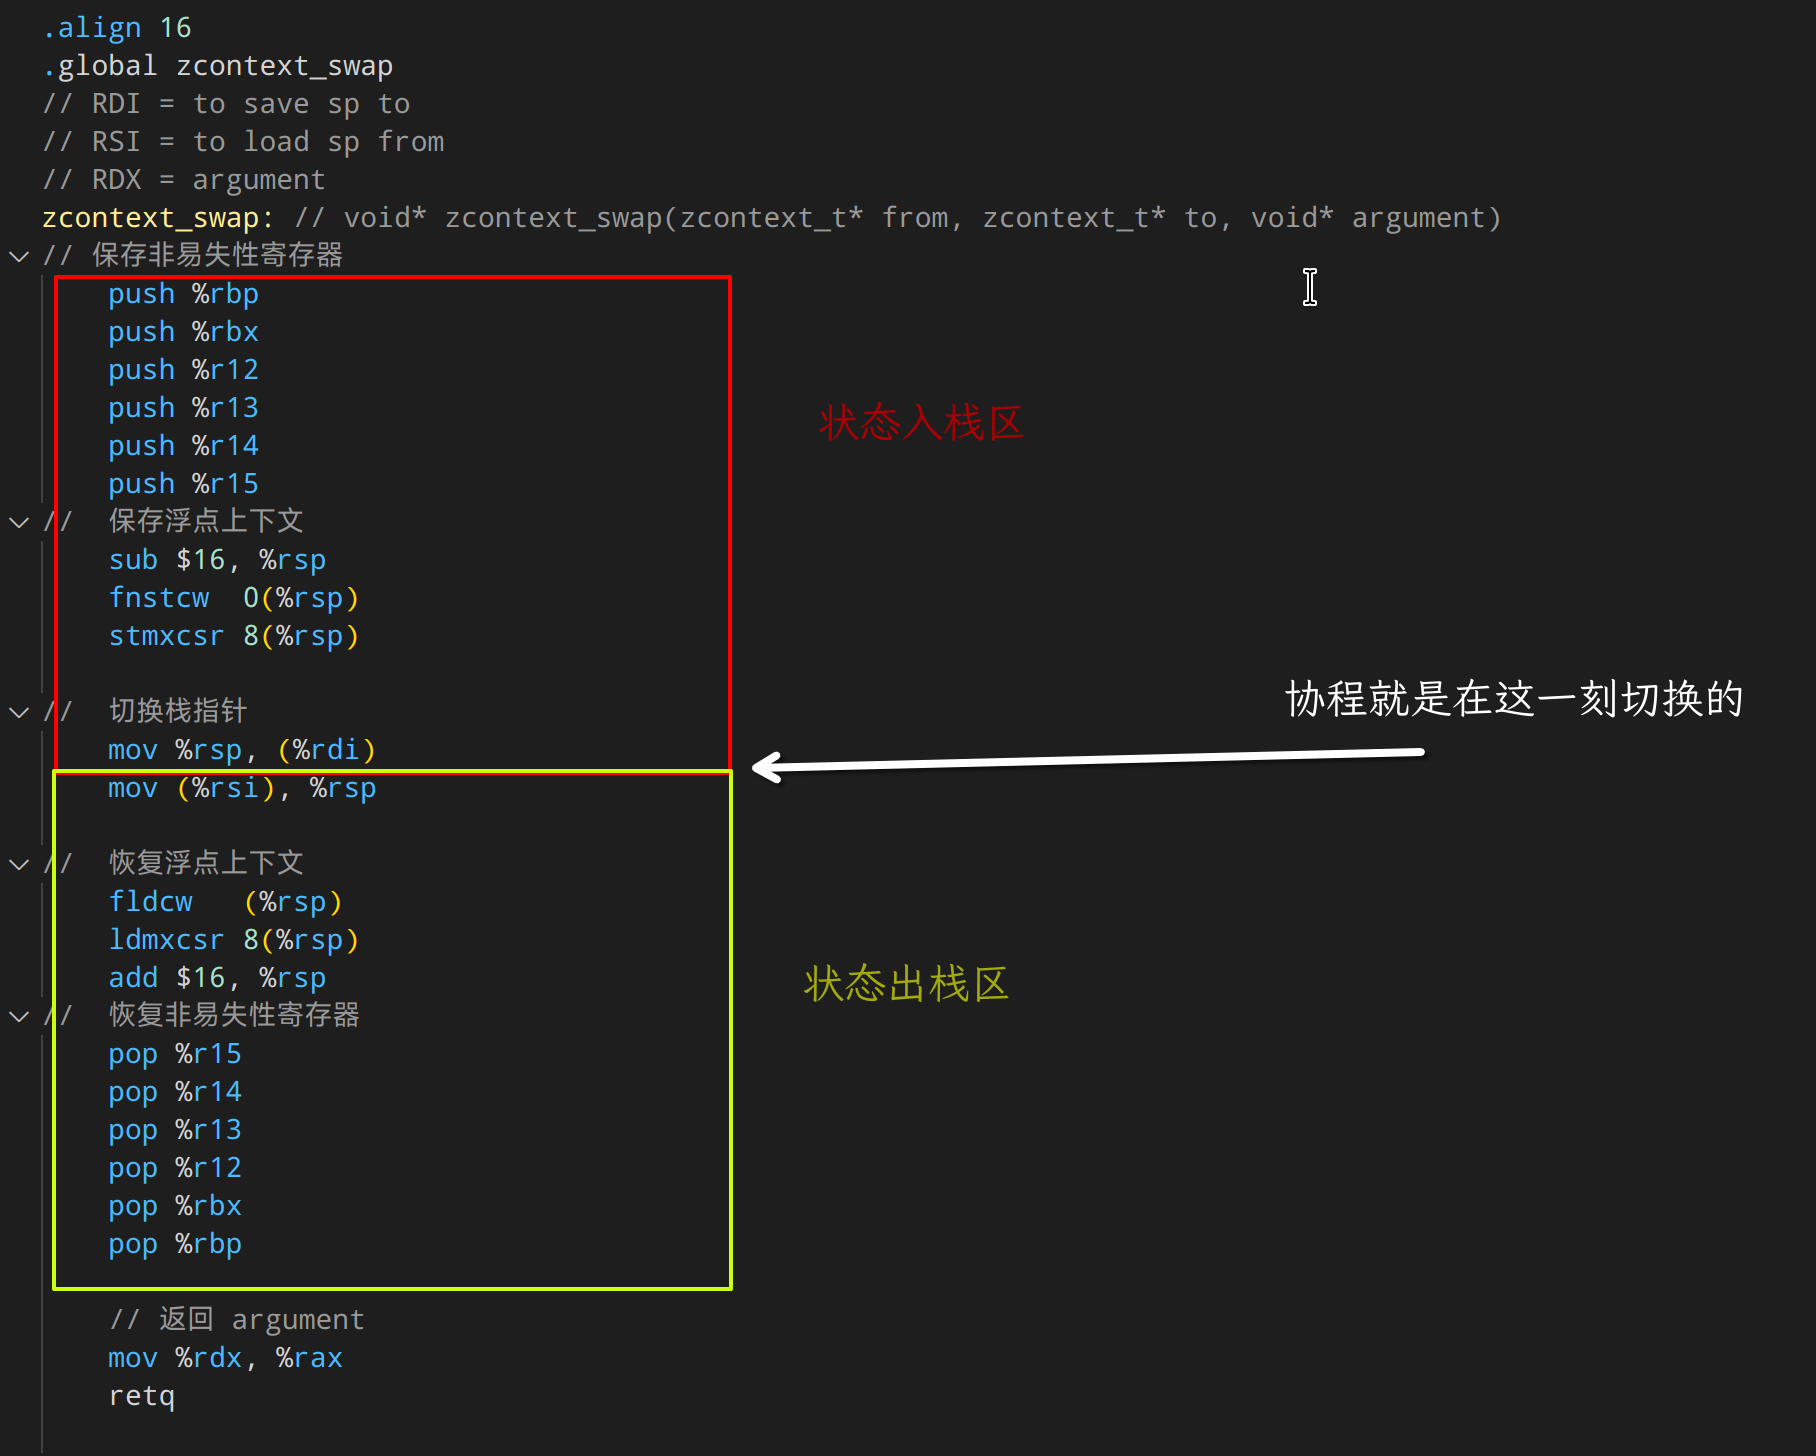 .align 16
.global zcontext_swap
// RDI = to save sp to
// RSI = to load sp from
// RDX = argument
zcontext_swap: // void* zcontext_swap(zcontext_t* from, zcontext_t* to, void* argument)
// 保存非易失性寄存器
push %rbp
push %rbx
push %r12
push %r13
状态入栈区
push %r14
push %r15
// 保存浮点上下文
sub $16, %rsp
fnstcw 0(%rsp)
stmxcsr 8(%rsp)
协程就是在这一刻切换的
// 切换栈指针
mov %rsp, (%rdi)
mov (%rsi), %rsp
// 恢复浮点上下文
fldcw (%rsp)
ldmxcsr 8(%rsp)
add $16, %rsp
状态出栈区
// 恢复非易失性寄存器
pop %r15
pop %r14
pop %r13
pop %r12
pop %rbx
pop %rbp
// 返回 argument
mov %rdx, %rax
retq